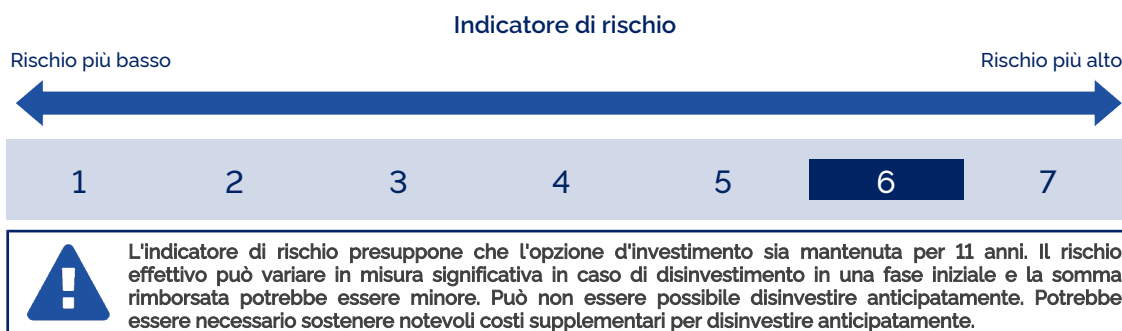 Indicatore di rischio
Rischio più basso
Rischio più alto
1 2 3 4 5 6 7
L'indicatore di rischio presuppone che l'opzione d'investimento sia mantenuta per 11 anni. Il rischio
effettivo può variare in misura significativa in caso di disinvestimento in una fase iniziale e la somma
rimborsata potrebbe essere minore. Può non essere possibile disinvestire anticipatamente. Potrebbe
essere necessario sostenere notevoli costi supplementari per disinvestire anticipatamente.